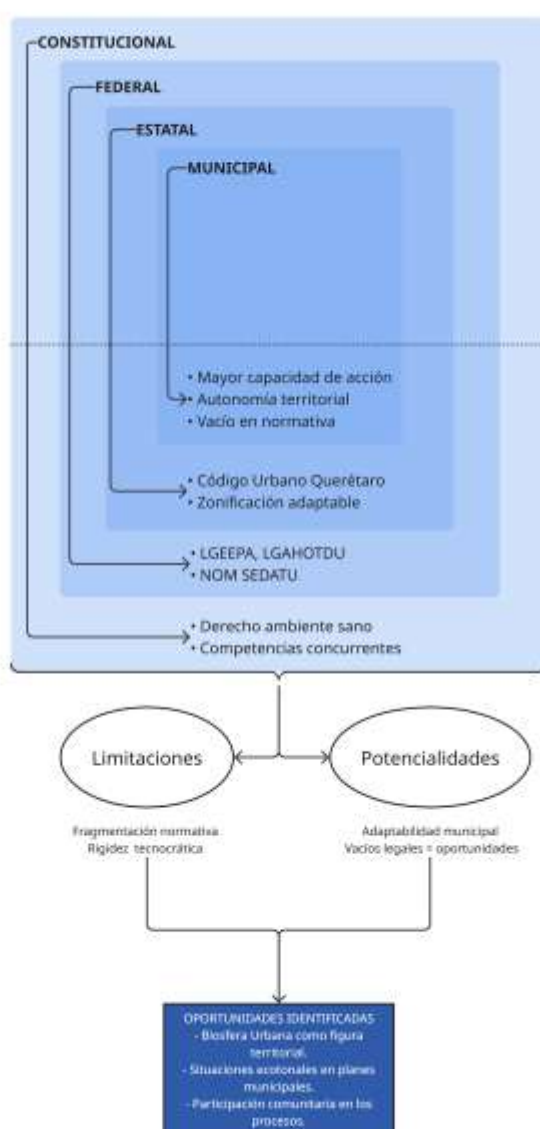 CONSTITUCIONAL
FEDERAL
ESTATAL
MUNICIPAL
• Mayor capacidad de acción
• Autonomía territorial
• Vacío en normativa
• Código Urbano Querétaro
• Zonificación adaptable
• LGEEPA, LGAHOTDU
• NOM SEDATU
• Derecho ambiente sano
• Competencias concurrentes
Limitaciones
Potencialidades
Fragmentación normativa
Rigidez tecnocrática
Adaptabilidad municipal
Vacíos legales = oportunidades
OPORTUNIDADES IDENTIFICADAS
- Biosfera Urbana como figura
territorial.
- Situaciones ecotonales en planes
municipales.
- Participación comunitaria en los
procesos.